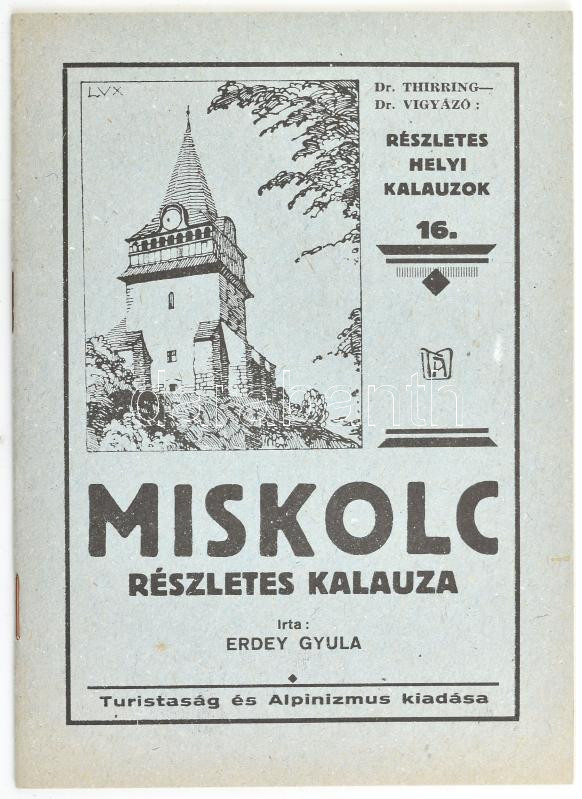 LVX
Dr. THIRRING—
Dr. VIGYÁZÓ :
RÉSZLETES
HELYI
KALAUZOK
16.
darabanth
MISKOLC
RÉSZLETES KALAUZA
Irta :
ERDEY GYULA
Turistaság és Alpinizmus kiadása